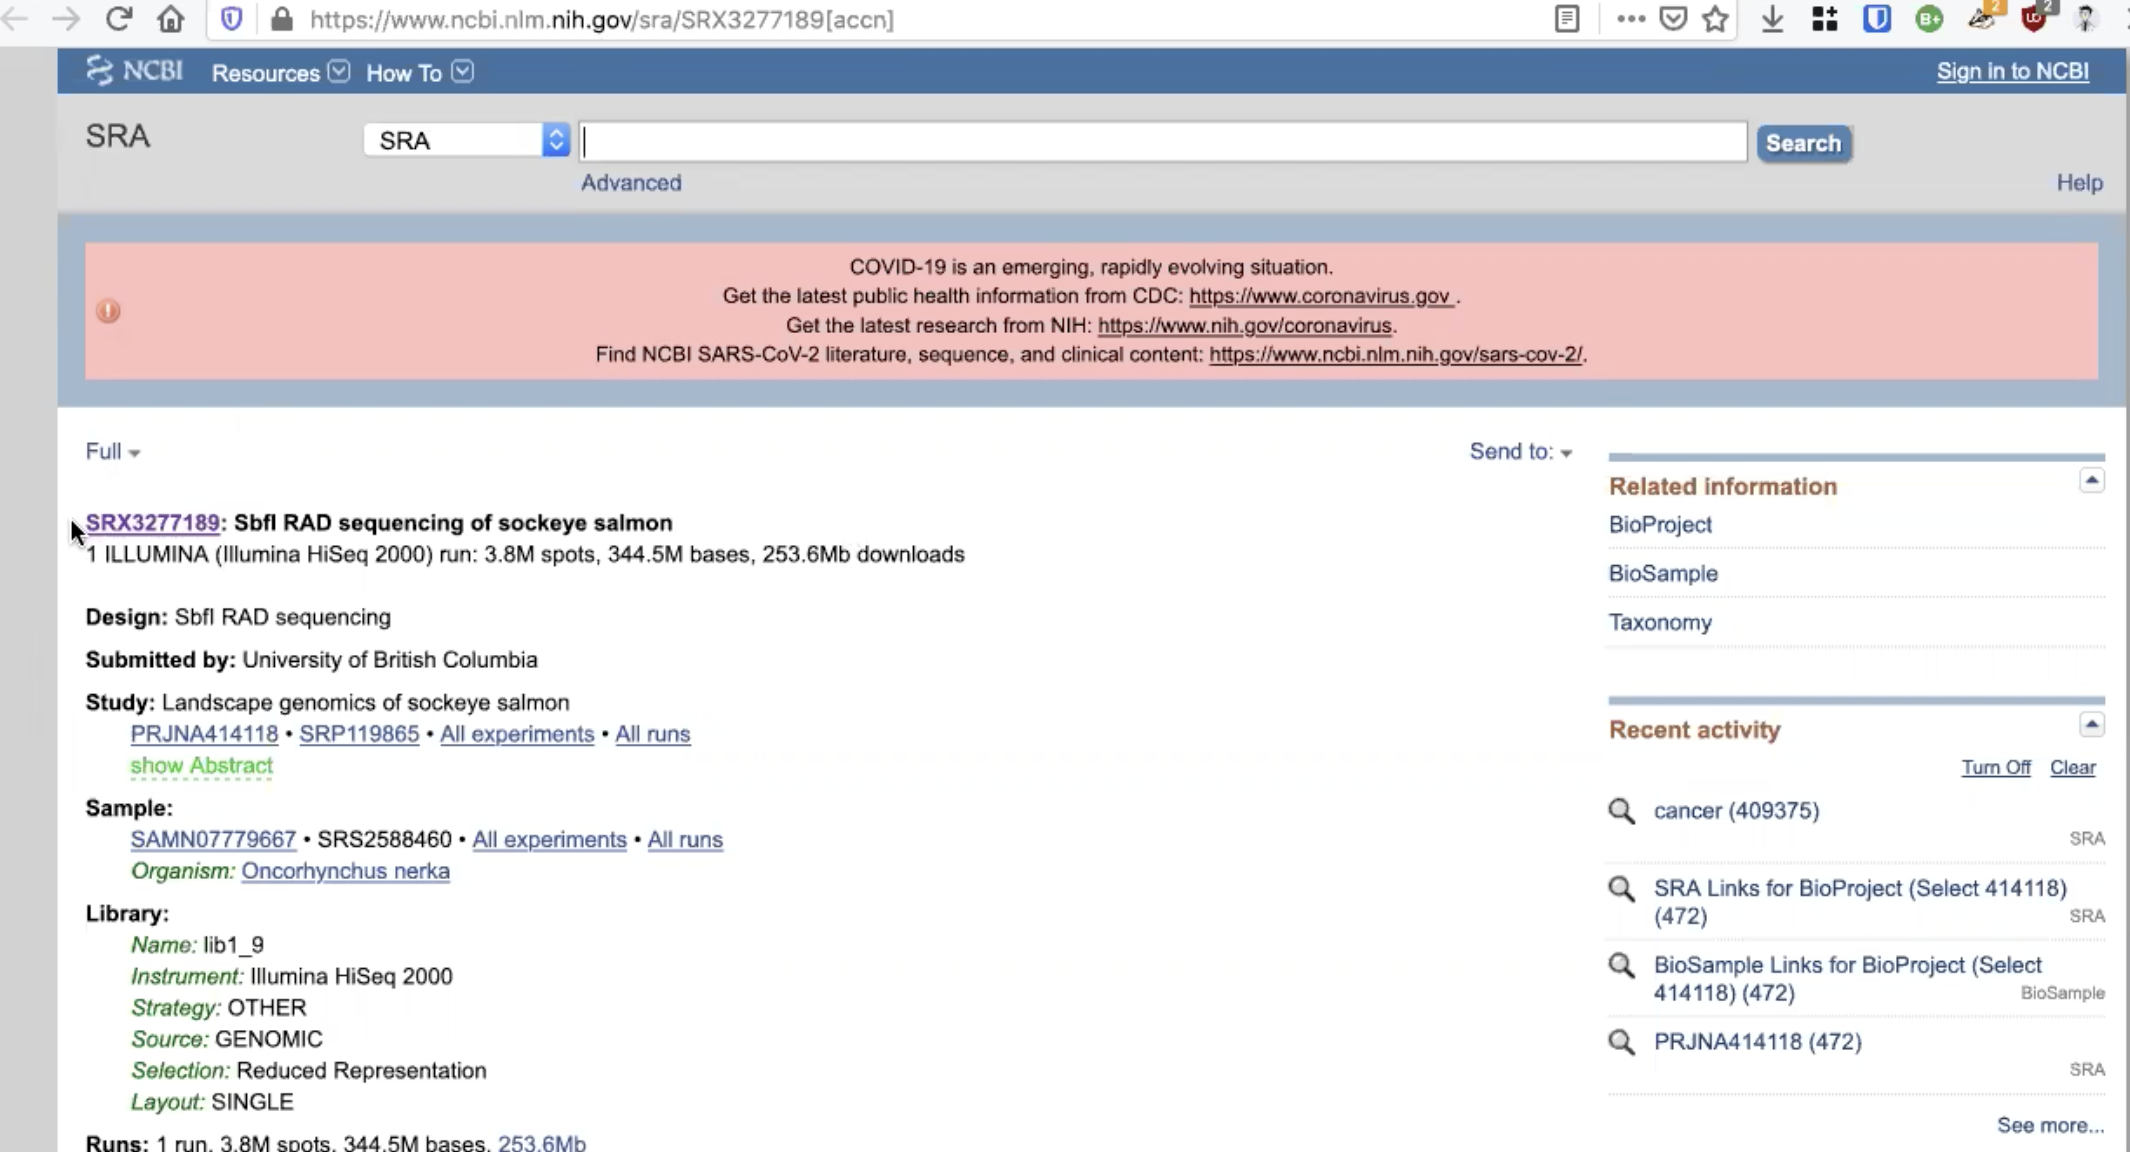 https://www.ncbi.nlm.nih.gov/sra/SRX3277189[accn]
B+
2
2
NCBI Resources How To Sign in to NCBI
SRA SRA Search
Advanced Help
COVID-19 is an emerging, rapidly evolving situation.
Get the latest public health information from CDC: https://www.coronavirus.gov .
Get the latest research from NIH: https://www.nih.gov/coronavirus.
Find NCBI SARS-CoV-2 literature, sequence, and clinical content: https://www.ncbi.nlm.nih.gov/sars-cov-2/.
Full
Send to:
SRX3277189: SbfI RAD sequencing of sockeye salmon
1 ILLUMINA (Illumina HiSeq 2000) run: 3.8M spots, 344.5M bases, 253.6Mb downloads
Design: SbfI RAD sequencing
Submitted by: University of British Columbia
Study: Landscape genomics of sockeye salmon
PRJNA414118 • SRP119865 • All experiments • All runs
show Abstract
Sample:
SAMN07779667 • SRS2588460 • All experiments • All runs
Organism: Oncorhynchus nerka
Library:
Name: lib1_9
Instrument: Illumina HiSeq 2000
Strategy: OTHER
Source: GENOMIC
Selection: Reduced Representation
Layout: SINGLE
Runs: 1 run, 3.8M spots, 344.5M bases, 253.6Mb
Related information
BioProject
BioSample
Taxonomy
Recent activity
Turn Off Clear
cancer (409375)
SRA
SRA Links for BioProject (Select 414118)
(472)
SRA
BioSample Links for BioProject (Select
414118) (472)
BioSample
PRJNA414118 (472)
SRA
See more...